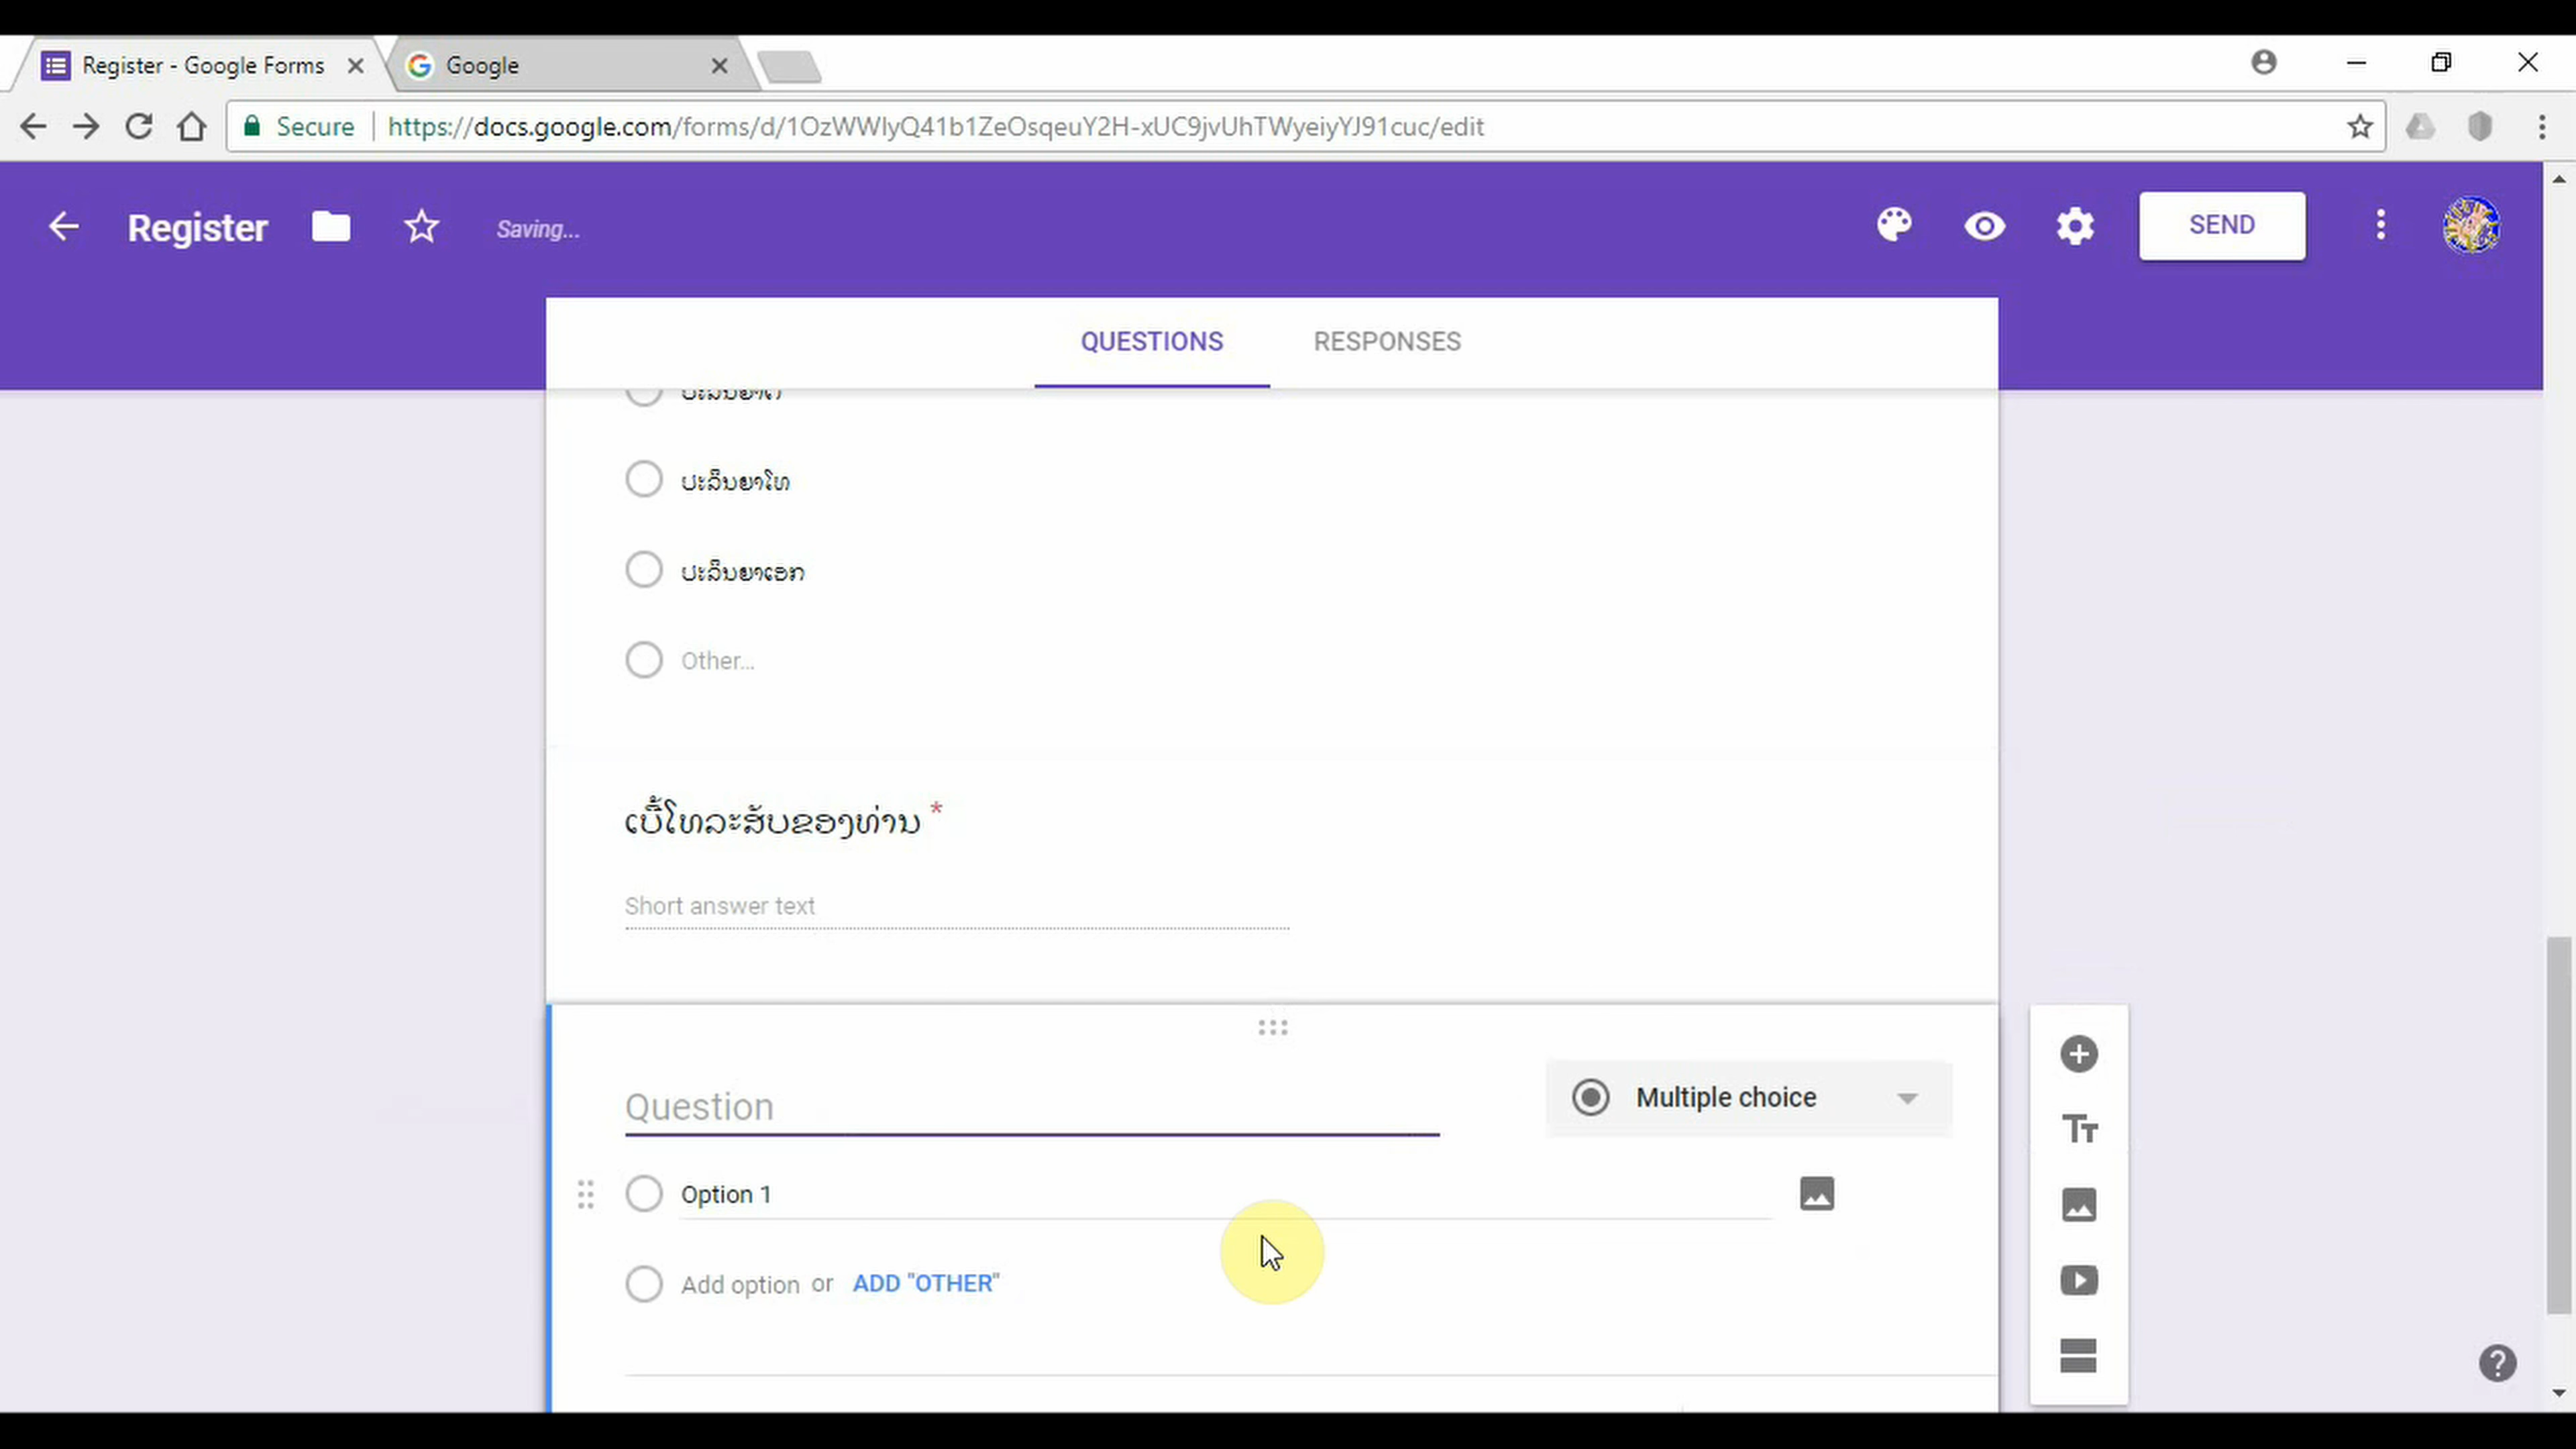 Register - Google Forms
Google
Secure
https://docs.google.com/forms/d/1OzWWIyQ41b1ZeOsqeuY2H-xUC9jvUhTWyeiyYJ91cuc/edit
Register
Saving...
SEND
QUESTIONS
RESPONSES
ປະລິນຍາໂທ
ປະລິນຍາເອກ
Other...
ເບີ້ໂທລະສັບຂອງທ່ານ *
Short answer text
Question
Multiple choice
Option 1
Add option or ADD "OTHER"